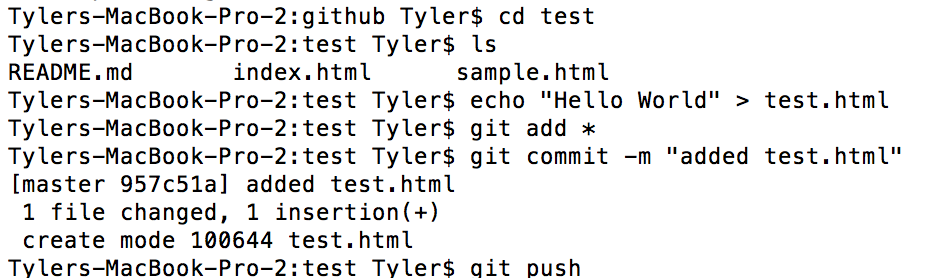 Tylers-MacBook-Pro-2:github Tyler$ cd test
Tylers-MacBook-Pro-2:test Tyler$ ls
README.md       index.html      sample.html
Tylers-MacBook-Pro-2:test Tyler$ echo "Hello World" > test.html
Tylers-MacBook-Pro-2:test Tyler$ git add *
Tylers-MacBook-Pro-2:test Tyler$ git commit -m "added test.html"
[master 957c51a] added test.html
 1 file changed, 1 insertion(+)
 create mode 100644 test.html
Tylers-MacBook-Pro-2:test Tyler$ git push